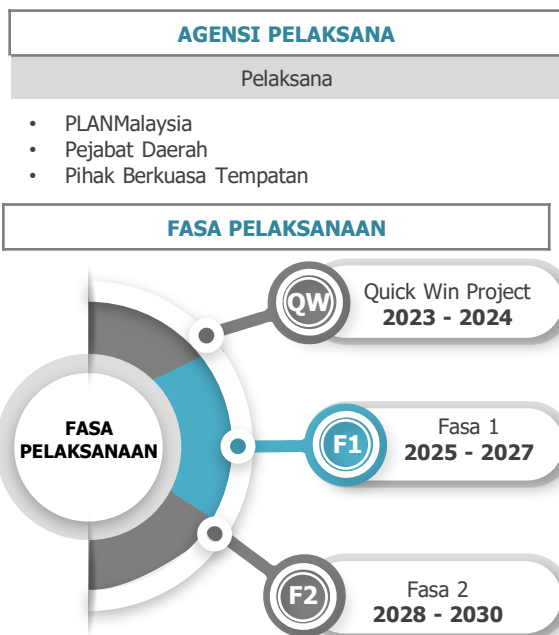 AGENSI PELAKSANA
Pelaksana
• PLANMalaysia
• Pejabat Daerah
• Pihak Berkuasa Tempatan
FASA PELAKSANAAN
QW
Quick Win Project
2023 - 2024
FASA
PELAKSANAAN
F1
Fasa 1
2025 - 2027
F2
Fasa 2
2028 - 2030